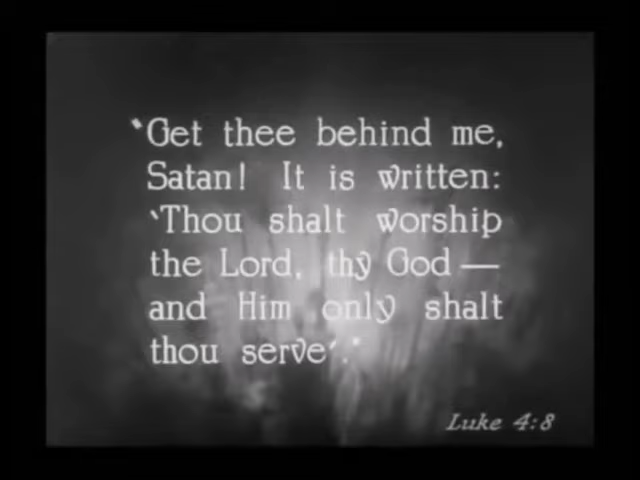 “Get thee behind me,
Satan! It is written:
‘Thou shalt worship
the Lord, thy God —
and Him only shalt
thou serve’.”
Luke 4:8